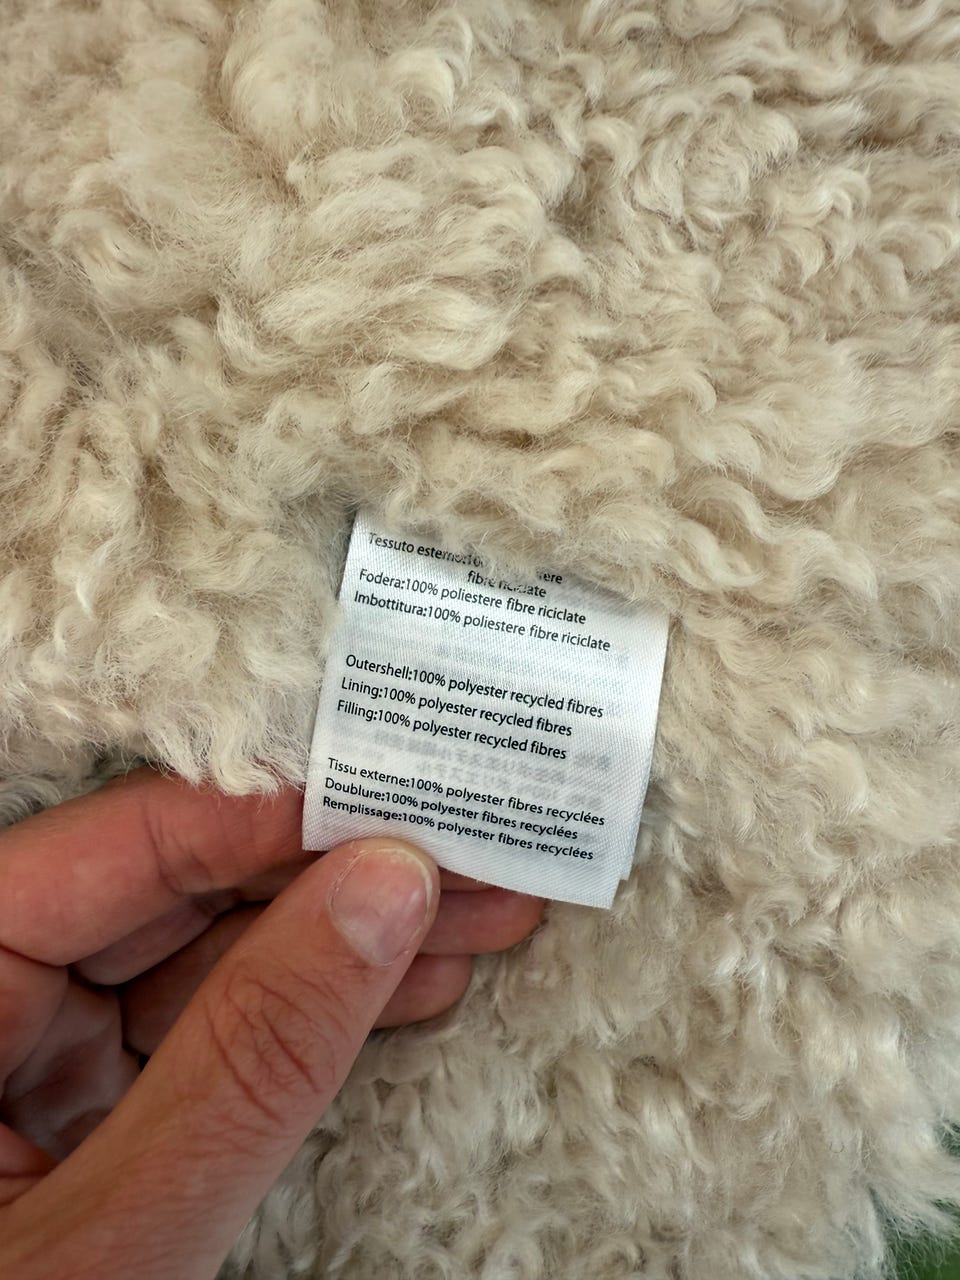 Tessuto esterno:100
fibre riciclate
Fodera:100% poliestere fibre riciclate
Imbottitura:100% poliestere fibre riciclate
Outershell:100% polyester recycled fibres
Lining:100% polyester recycled fibres
Filling:100% polyester recycled fibres
Tissu externe:100% polyester fibres recyclées
Doublure:100% polyester fibres recyclées
Remplissage:100% polyester fibres recyclées